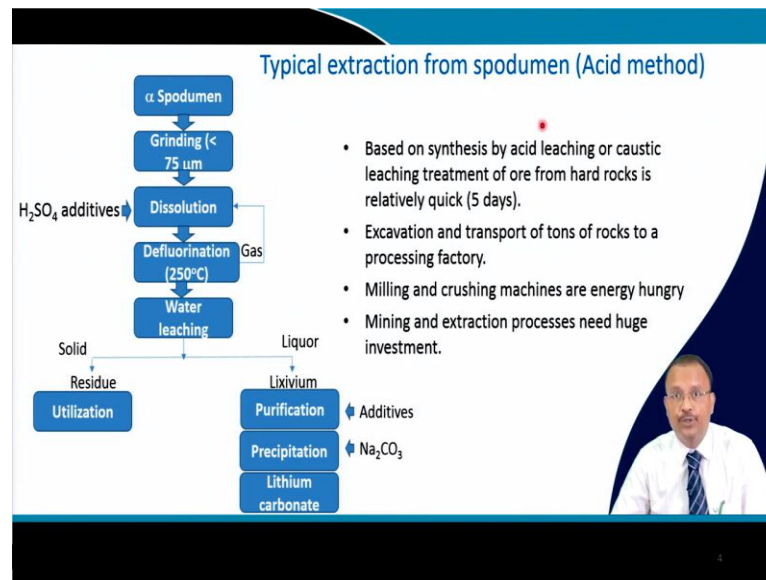 Typical extraction from spodumen (Acid method)
α Spodumen
Grinding (<
75 μm
H₂SO₄ additives
Dissolution
Defluorination
(250°C)
Gas
Water
leaching
Solid
Liquor
Residue
Lixivium
Utilization
Purification
Additives
Precipitation
Na₂CO₃
Lithium
carbonate
• Based on synthesis by acid leaching or caustic
leaching treatment of ore from hard rocks is
relatively quick (5 days).
• Excavation and transport of tons of rocks to a
processing factory.
• Milling and crushing machines are energy hungry
• Mining and extraction processes need huge
investment.
4